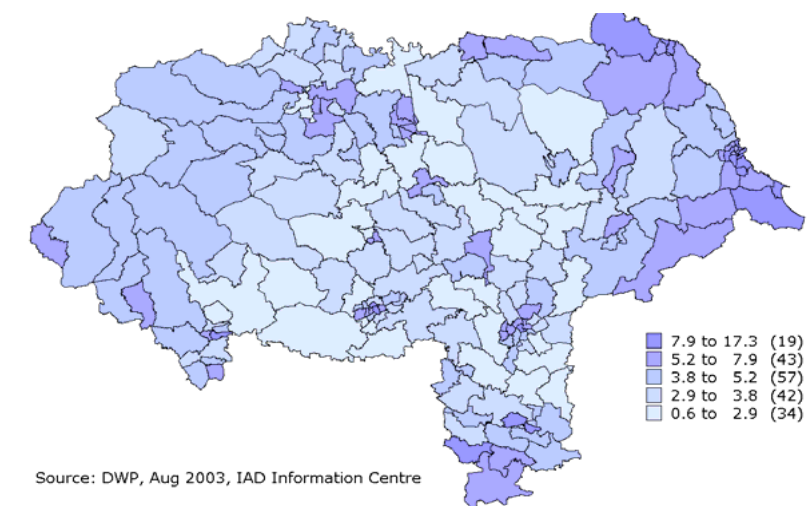 7.9 to 17.3 (19)
5.2 to 7.9 (43)
3.8 to 5.2 (57)
2.9 to 3.8 (42)
0.6 to 2.9 (34)
Source: DWP, Aug 2003, IAD Information Centre